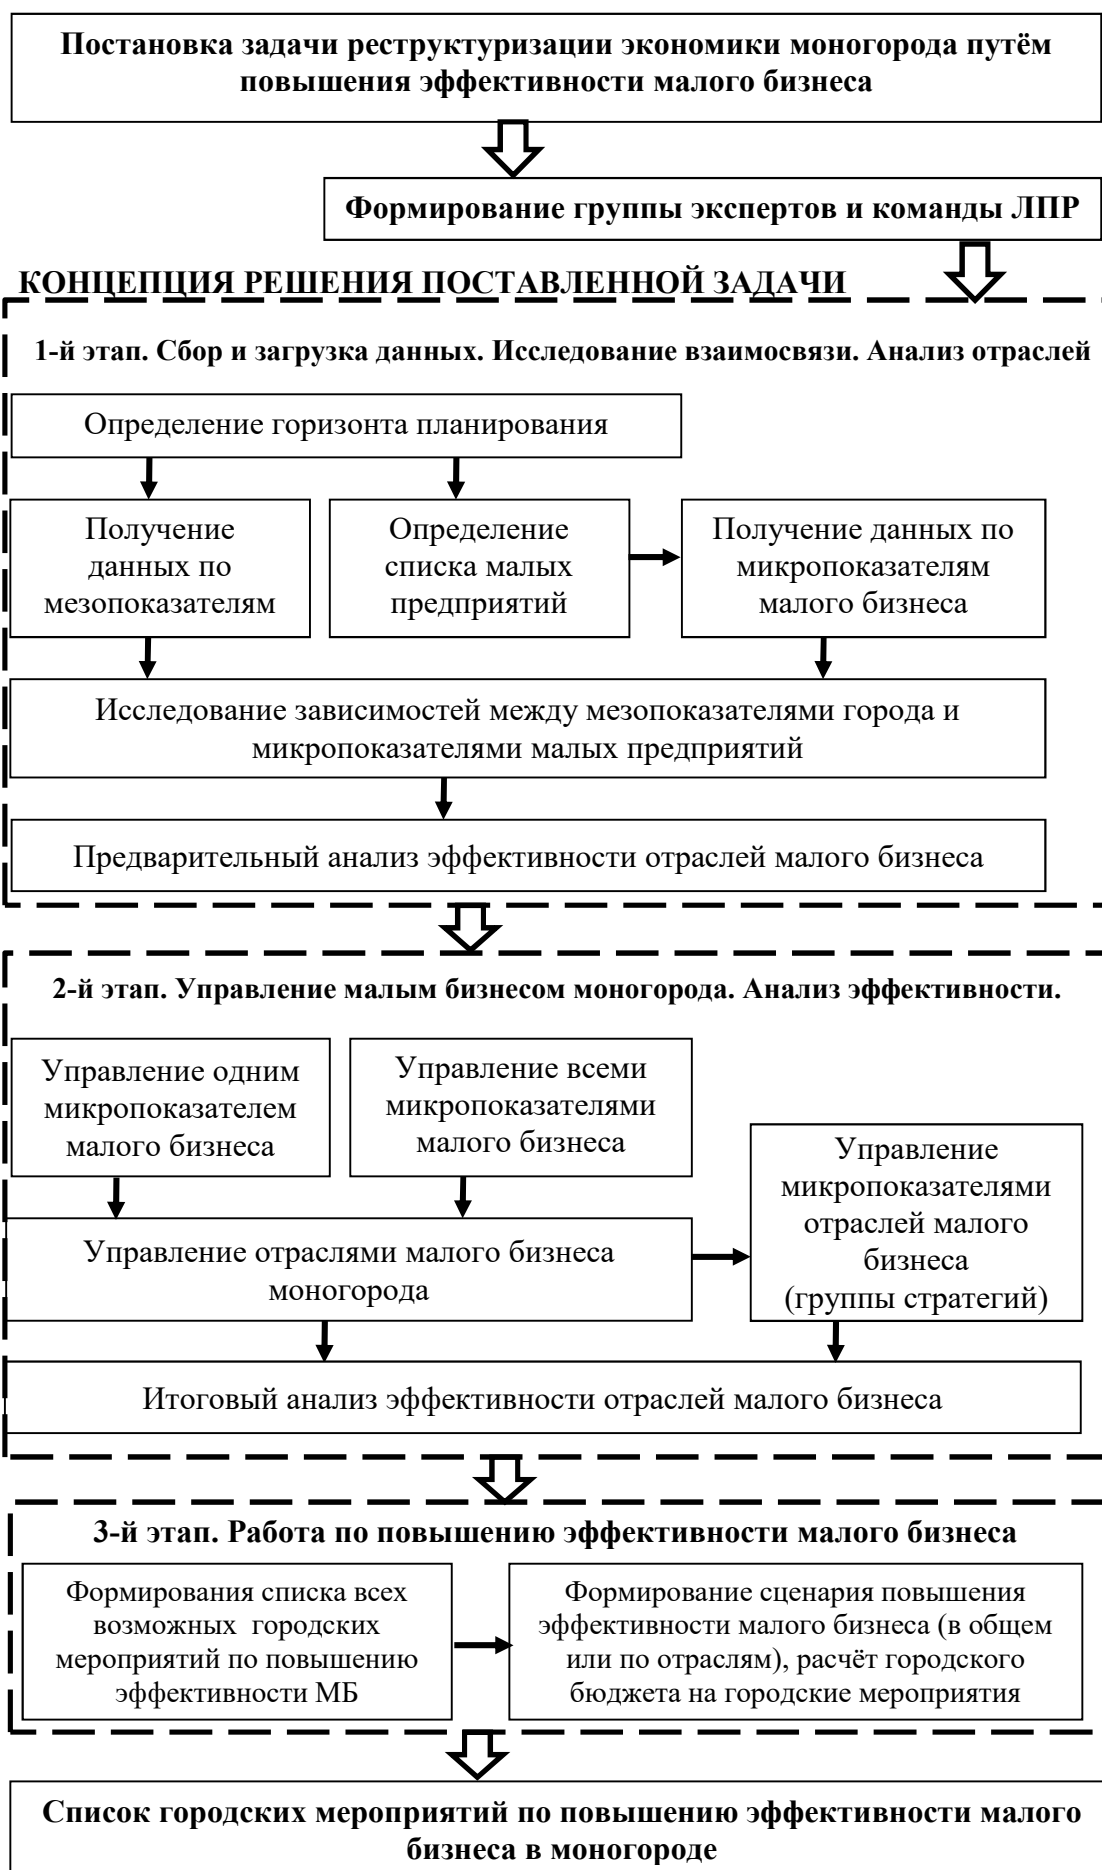 Постановка задачи реструктуризации экономики моногорода путём
повышения эффективности малого бизнеса
Формирование группы экспертов и команды ЛПР
КОНЦЕПЦИЯ РЕШЕНИЯ ПОСТАВЛЕННОЙ ЗАДАЧИ
1-й этап. Сбор и загрузка данных. Исследование взаимосвязи. Анализ отраслей
Определение горизонта планирования
Получение
данных по
мезопоказателям
Определение
списка малых
предприятий
Получение данных по
микропоказателям
малого бизнеса
Исследование зависимостей между мезопоказателями города и
микропоказателями малых предприятий
Предварительный анализ эффективности отраслей малого бизнеса
2-й этап. Управление малым бизнесом моногорода. Анализ эффективности.
Управление одним
микропоказателем
малого бизнеса
Управление всеми
микропоказателями
малого бизнеса
Управление отраслями малого бизнеса
моногорода
Управление
микропоказателями
отраслей малого
бизнеса
(группы стратегий)
Итоговый анализ эффективности отраслей малого бизнеса
3-й этап. Работа по повышению эффективности малого бизнеса
Формирования списка всех
возможных  городских
мероприятий по повышению
эффективности МБ
Формирование сценария повышения
эффективности малого бизнеса (в общем
или по отраслям), расчёт городского
бюджета на городские мероприятия
Список городских мероприятий по повышению эффективности малого
бизнеса в моногороде